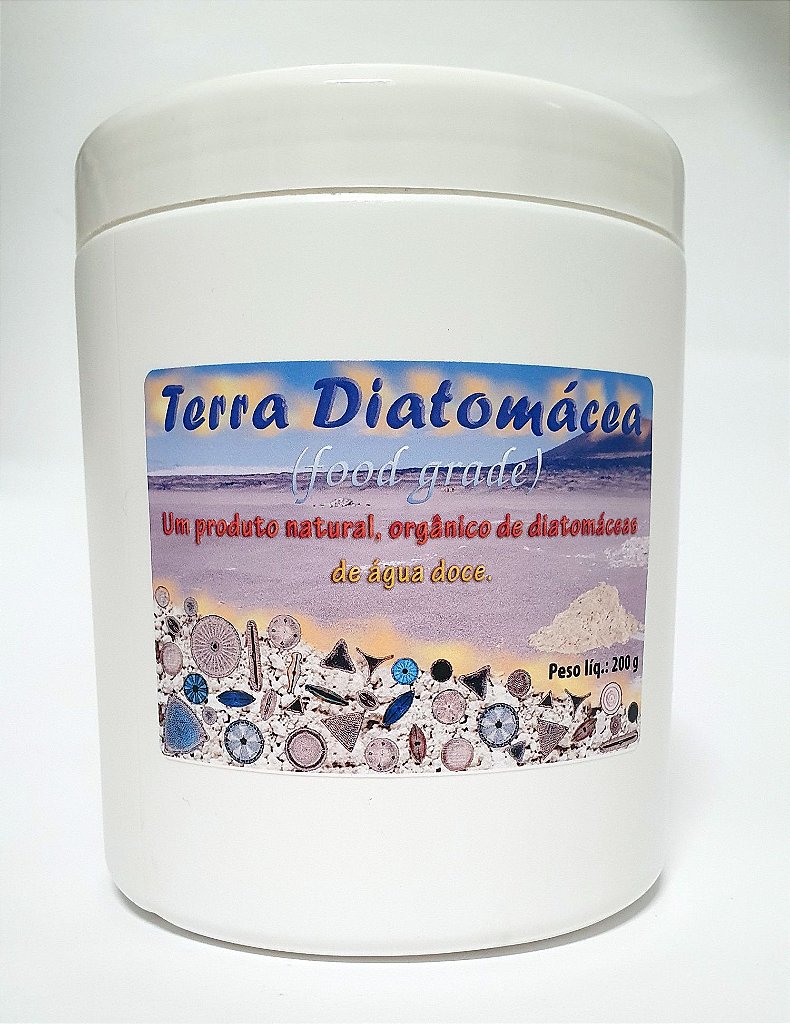 Terra Diatomácea
(food grade)
Um produto natural, orgânico de diatomáceas
de água doce.
Peso líq.: 200 g